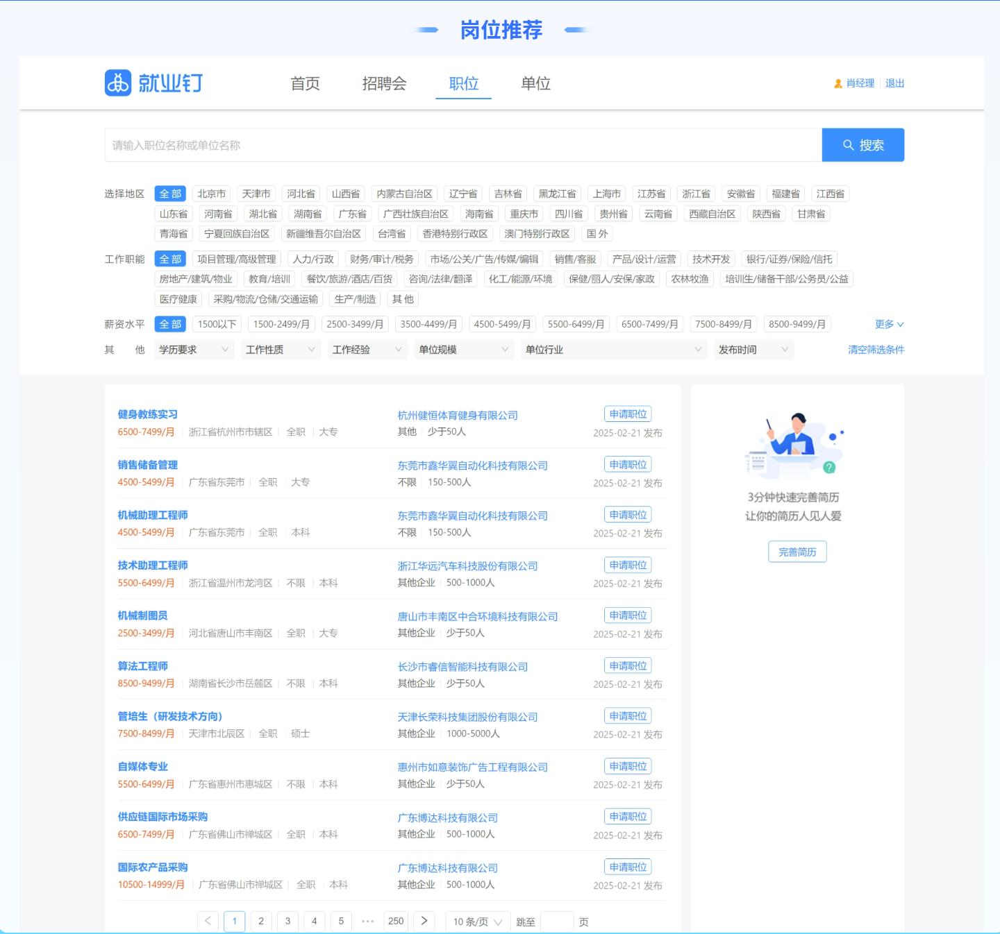 岗位推荐
就业钉 首页 招聘会 职位 单位 肖经理 退出
请输入职位名称或单位名称 搜索
选择地区 全部 北京市 天津市 河北省 山西省 内蒙古自治区 辽宁省 吉林省 黑龙江省 上海市 江苏省 浙江省 安徽省 福建省 江西省
山东省 河南省 湖北省 湖南省 广东省 广西壮族自治区 海南省 重庆市 四川省 贵州省 云南省 西藏自治区 陕西省 甘肃省
青海省 宁夏回族自治区 新疆维吾尔自治区 台湾省 香港特别行政区 澳门特别行政区 国外
工作职能 全部 项目管理/高级管理 人力/行政 财务/审计/税务 市场/公关/广告/传媒/编辑 销售/客服 产品/设计/运营 技术开发 银行/证券/保险/信托
房地产/建筑/物业 教育/培训 餐饮/旅游/酒店/百货 咨询/法律/翻译 化工/能源/环境 保健/丽人/安保/家政 农林牧渔 培训生/储备干部/公务员/公益
医疗健康 采购/物流/仓储/交通运输 生产/制造 其他
薪资水平 全部 1500以下 1500-2499/月 2500-3499/月 3500-4499/月 4500-5499/月 5500-6499/月 6500-7499/月 7500-8499/月 8500-9499/月 更多
其他 学历要求 工作性质 工作经验 单位规模 单位行业 发布时间 清空筛选条件
健身教练实习 杭州健恒体育健身有限公司 申请职位
6500-7499/月 浙江省杭州市市辖区 全职 大专 其他 少于50人 2025-02-21 发布
销售储备管理 东莞市鑫华翼自动化科技有限公司 申请职位
4500-5499/月 广东省东莞市 全职 大专 不限 150-500人 2025-02-21 发布
机械助理工程师 东莞市鑫华翼自动化科技有限公司 申请职位
4500-5499/月 广东省东莞市 全职 本科 不限 150-500人 2025-02-21 发布
技术助理工程师 浙江华远汽车科技股份有限公司 申请职位
5500-6499/月 浙江省温州市龙湾区 不限 本科 其他企业 500-1000人 2025-02-21 发布
机械制图员 唐山市丰南区中合环境科技有限公司 申请职位
2500-3499/月 河北省唐山市丰南区 全职 大专 其他企业 少于50人 2025-02-21 发布
算法工程师 长沙市睿信智能科技有限公司 申请职位
8500-9499/月 湖南省长沙市岳麓区 不限 本科 其他企业 少于50人 2025-02-21 发布
管培生（研发技术方向） 天津长荣科技集团股份有限公司 申请职位
7500-8499/月 天津市北辰区 全职 硕士 其他企业 1000-5000人 2025-02-21 发布
自媒体专业 惠州市如意装饰广告工程有限公司 申请职位
5500-6499/月 广东省惠州市惠城区 不限 本科 其他企业 少于50人 2025-02-21 发布
供应链国际市场采购 广东博达科技有限公司 申请职位
6500-7499/月 广东省佛山市禅城区 全职 本科 其他企业 500-1000人 2025-02-21 发布
国际农产品采购 广东博达科技有限公司 申请职位
10500-14999/月 广东省佛山市禅城区 全职 本科 其他企业 500-1000人 2025-02-21 发布
< 1 2 3 4 5 ••• 250 > 10 条/页 跳至 页
?
3分钟快速完善简历
让你的简历人见人爱
完善简历